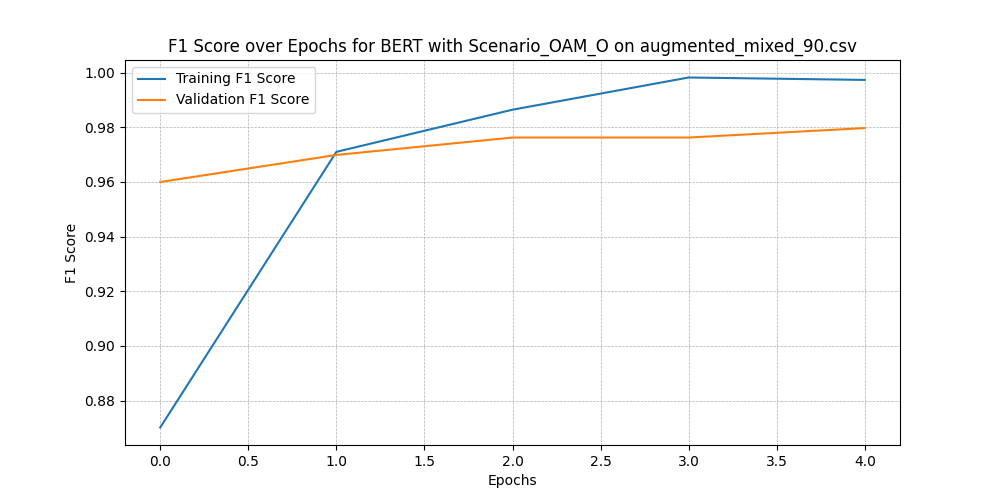 F1 Score over Epochs for BERT with Scenario_OAM_O on augmented_mixed_90.csv
Training F1 Score
Validation F1 Score
F1 Score
1.00
0.98
0.96
0.94
0.92
0.90
0.88
0.0 0.5 1.0 1.5 2.0 2.5 3.0 3.5 4.0
Epochs